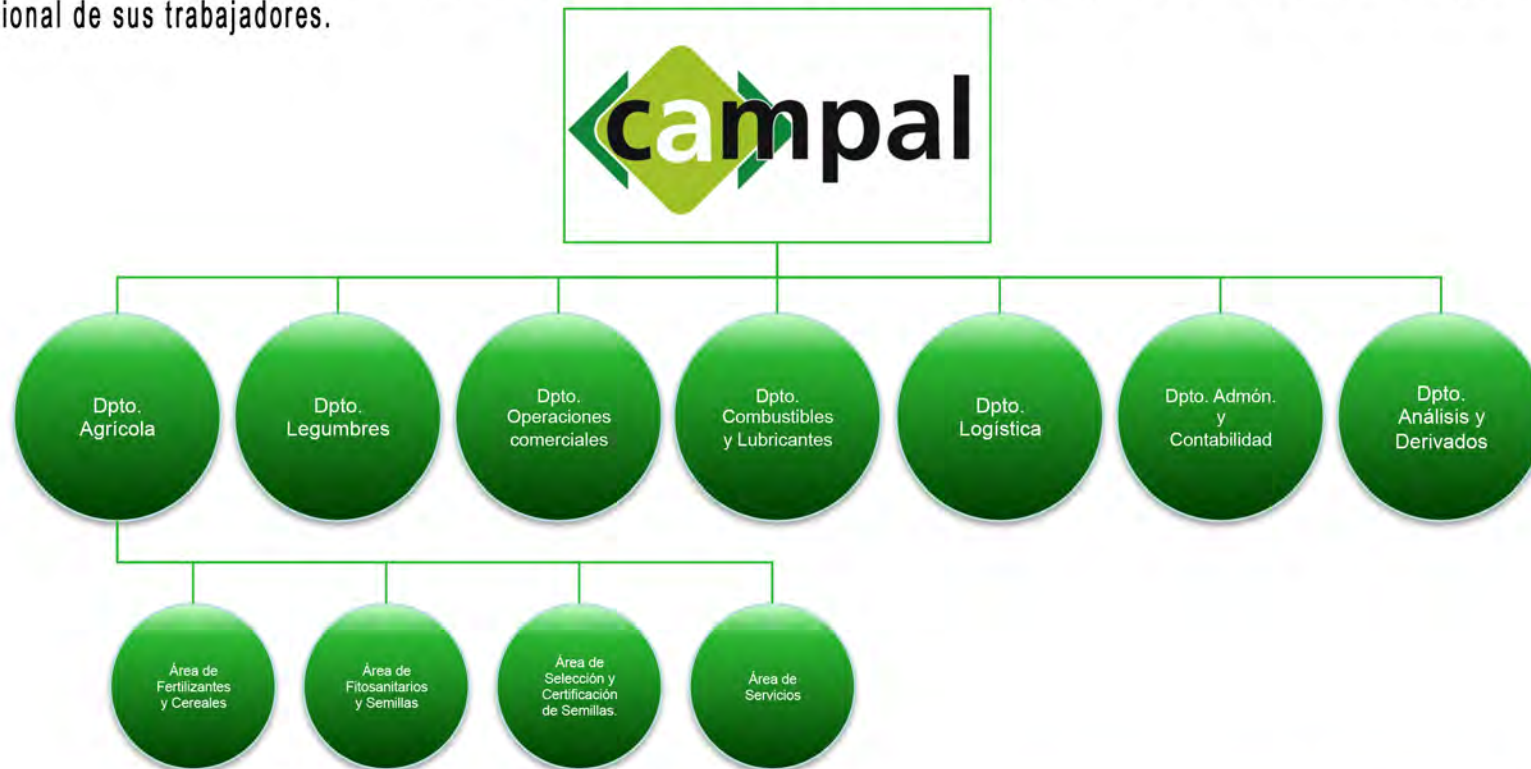 ional de sus trabajadores.
campal
Dpto.
Agrícola
Dpto.
Legumbres
Dpto.
Operaciones
comerciales
Dpto.
Combustibles
y Lubricantes
Dpto.
Logística
Dpto. Admón.
y
Contabilidad
Dpto.
Análisis y
Derivados
Área de
Fertilizantes
y Cereales
Área de
Fitosanitarios
y Semillas
Área de
Selección y
Certificación
de Semillas.
Área de
Servicios